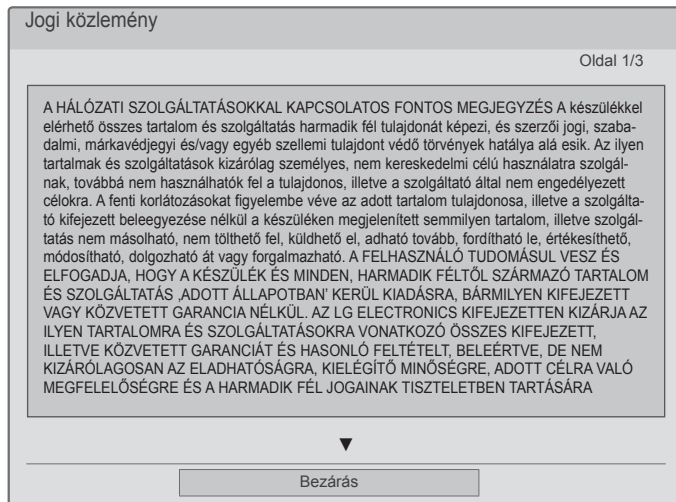 Jogi közlemény
Oldal 1/3
A HÁLÓZATI SZOLGÁLTATÁSOKKAL KAPCSOLATOS FONTOS MEGJEGYZÉS A készülékkel
elérhető összes tartalom és szolgáltatás harmadik fél tulajdonát képezi, és szerzői jogi, szaba-
dalmi, márkavédjegyi és/vagy egyéb szellemi tulajdont védő törvények hatálya alá esik. Az ilyen
tartalmak és szolgáltatások kizárólag személyes, nem kereskedelmi célú használatra szolgál-
nak, továbbá nem használhatók fel a tulajdonos, illetve a szolgáltató által nem engedélyezett
célokra. A fenti korlátozásokat figyelembe véve az adott tartalom tulajdonosa, illetve a szolgálta-
tó kifejezett beleegyezése nélkül a készüléken megjelenített semmilyen tartalom, illetve szolgál-
tatás nem másolható, nem tölthető fel, küldhető el, adható tovább, fordítható le, értékesíthető,
módosítható, dolgozható át vagy forgalmazható. A FELHASZNÁLÓ TUDOMÁSUL VESZ ÉS
ELFOGADJA, HOGY A KÉSZÜLÉK ÉS MINDEN, HARMADIK FÉLTŐL SZÁRMAZÓ TARTALOM
ÉS SZOLGÁLTATÁS ‚ADOTT ÁLLAPOTBAN’ KERÜL KIADÁSRA, BÁRMILYEN KIFEJEZETT
VAGY KÖZVETETT GARANCIA NÉLKÜL. AZ LG ELECTRONICS KIFEJEZETTEN KIZÁRJA AZ
ILYEN TARTALOMRA ÉS SZOLGÁLTATÁSOKRA VONATKOZÓ ÖSSZES KIFEJEZETT,
ILLETVE KÖZVETETT GARANCIÁT ÉS HASONLÓ FELTÉTELT, BELEÉRTVE, DE NEM
KIZÁRÓLAGOSAN AZ ELADHATÓSÁGRA, KIELÉGÍTŐ MINŐSÉGRE, ADOTT CÉLRA VALÓ
MEGFELELŐSÉGRE ÉS A HARMADIK FÉL JOGAINAK TISZTELETBEN TARTÁSÁRA
Bezárás